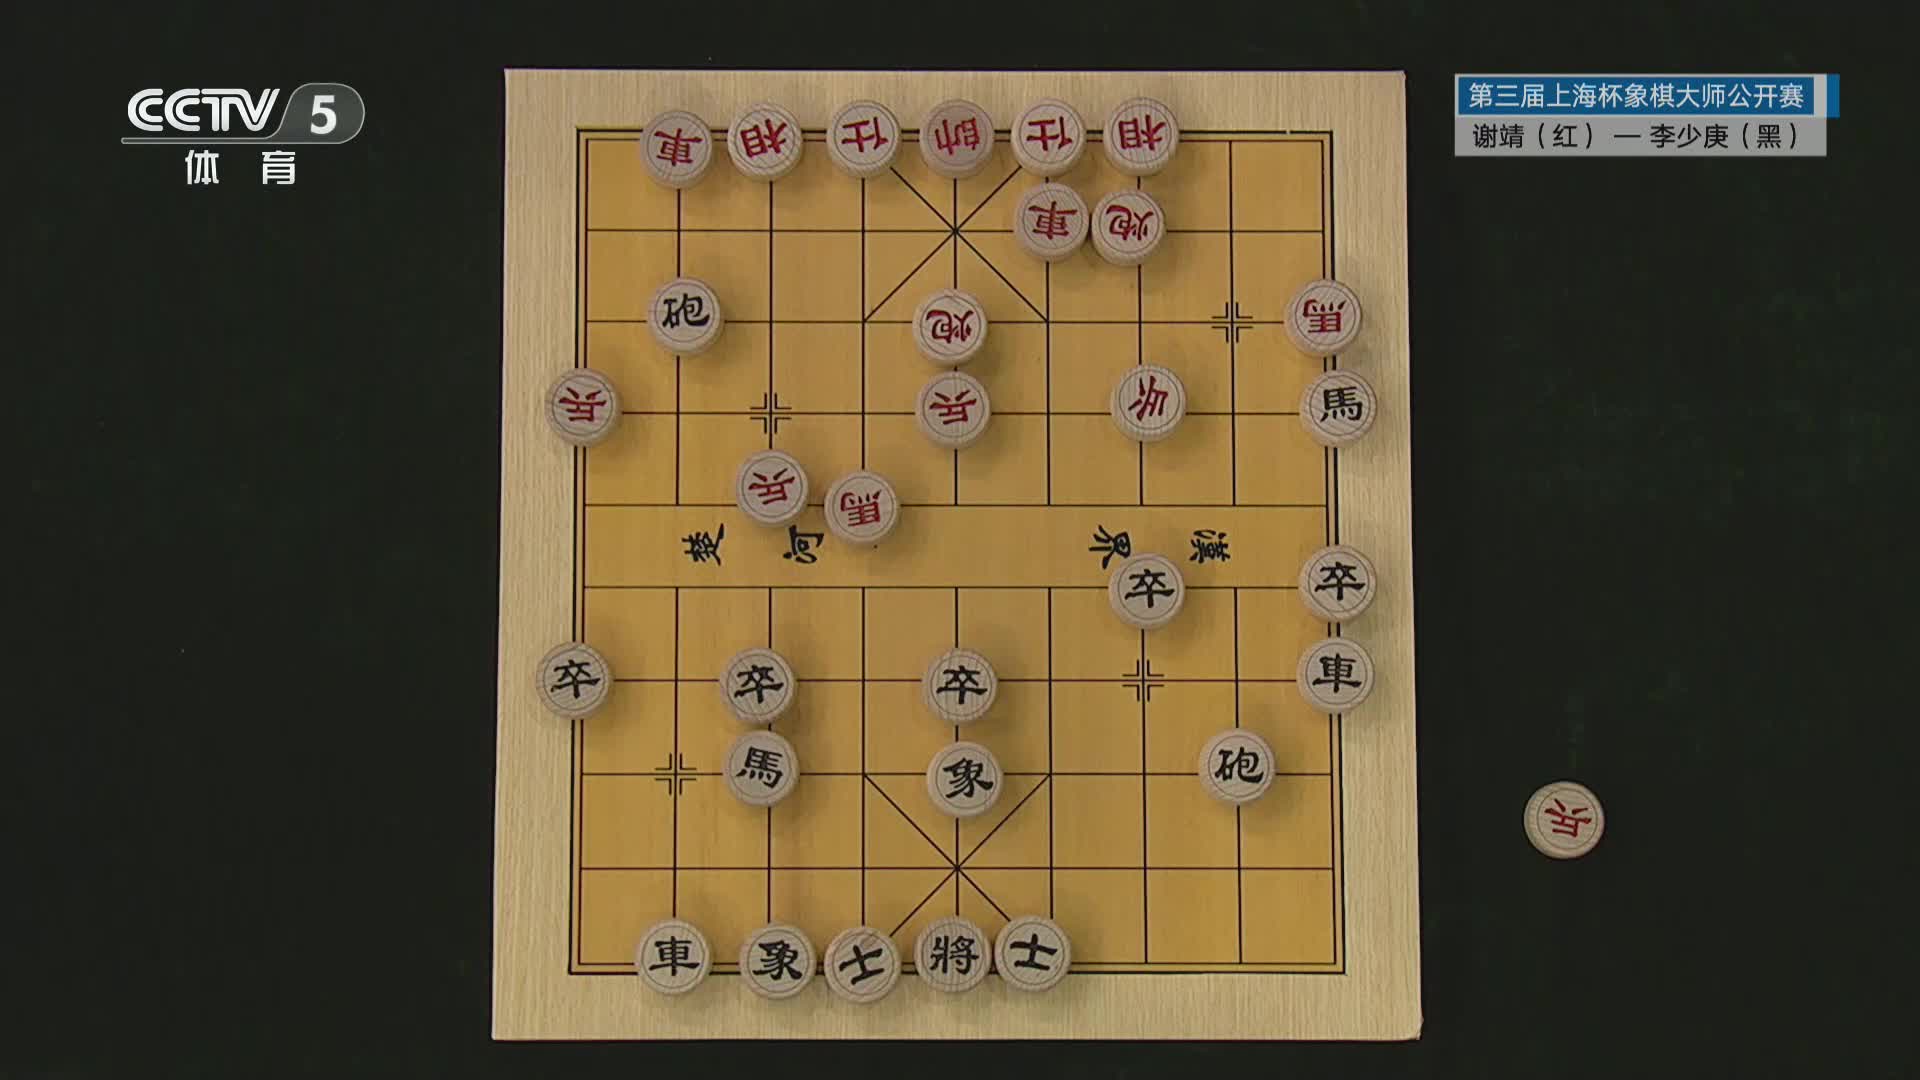 CCTV 5
体 育
第三届上海杯象棋大师公开赛
谢靖（红） — 李少庚（黑）
車 相 仕 帥 仕 相
車 炮
砲 炮 馬
兵 兵 兵 馬
兵 馬
楚 河 界 漢
卒 卒
卒 卒 卒 車
馬 象 砲
兵
車 象 士 將 士